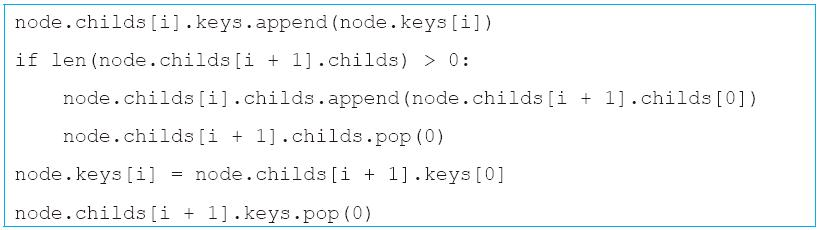 node.childs[i].keys.append(node.keys[i])
if len(node.childs[i + 1].childs) > 0:
    node.childs[i].childs.append(node.childs[i + 1].childs[0])
    node.childs[i + 1].childs.pop(0)
node.keys[i] = node.childs[i + 1].keys[0]
node.childs[i + 1].keys.pop(0)